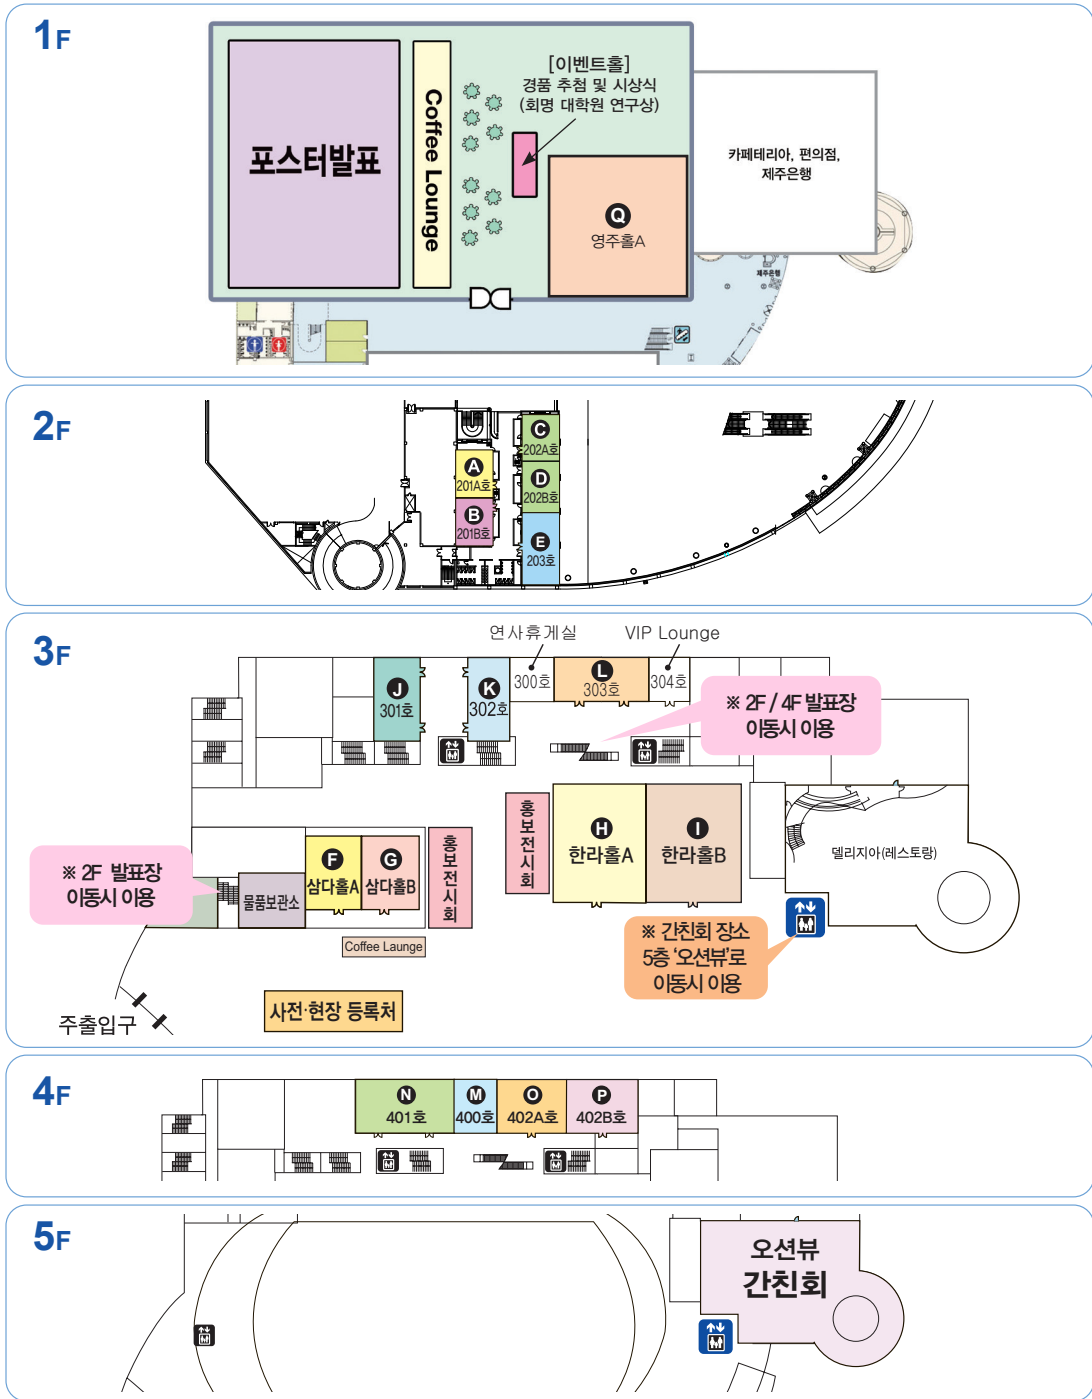 1F
포스터발표
Coffee Lounge
[이벤트홀]
경품 추첨 및 시상식
(회명 대학원 연구상)
Q
영주홀A
카페테리아, 편의점,
제주은행
제주은행
2F
A
201A호
B
201B호
C
202A호
D
202B호
E
203호
3F
연사휴게실
VIP Lounge
J
301호
K
302호
300호
L
303호
304호
※ 2F / 4F 발표장
이동시 이용
홍보전시회
H
한라홀A
I
한라홀B
델리지아(레스토랑)
※ 2F 발표장
이동시 이용
물품보관소
F
삼다홀A
G
삼다홀B
홍보전시회
Coffee Launge
※ 간친회 장소
5층 ‘오션뷰’로
이동시 이용
사전·현장 등록처
주출입구
4F
N
401호
M
400호
O
402A호
P
402B호
5F
오션뷰
간친회